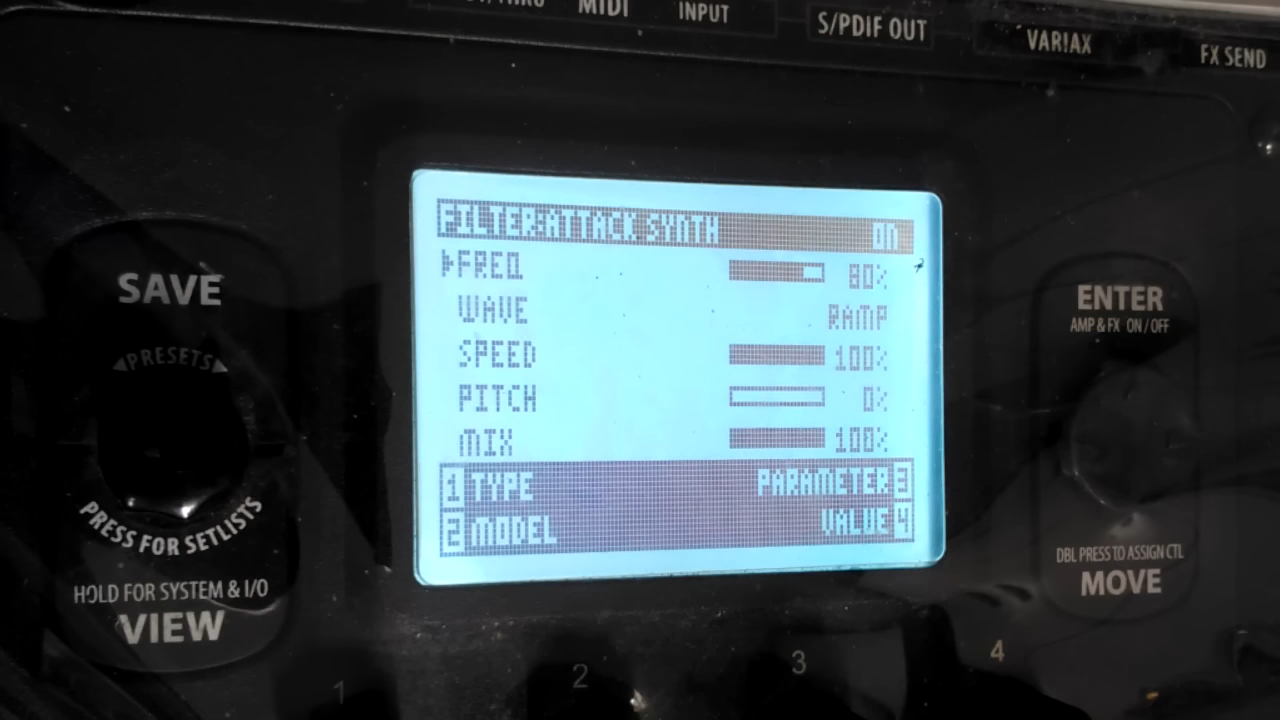 MIDI
INPUT
S/PDIF OUT
VARIAX
FX SEND
FILTER:ATTACK SYNTH ON
FREQ 80%
WAVE RAMP
SPEED 100%
PITCH 0%
MIX 100%
1 TYPE PARAMETER 3
2 MODEL VALUE 4
SAVE
PRESETS
PRESS FOR SETLISTS
HOLD FOR SYSTEM & I/O
VIEW
ENTER
AMP & FX ON/OFF
DBL PRESS TO ASSIGN CTL
MOVE
1 2 3 4